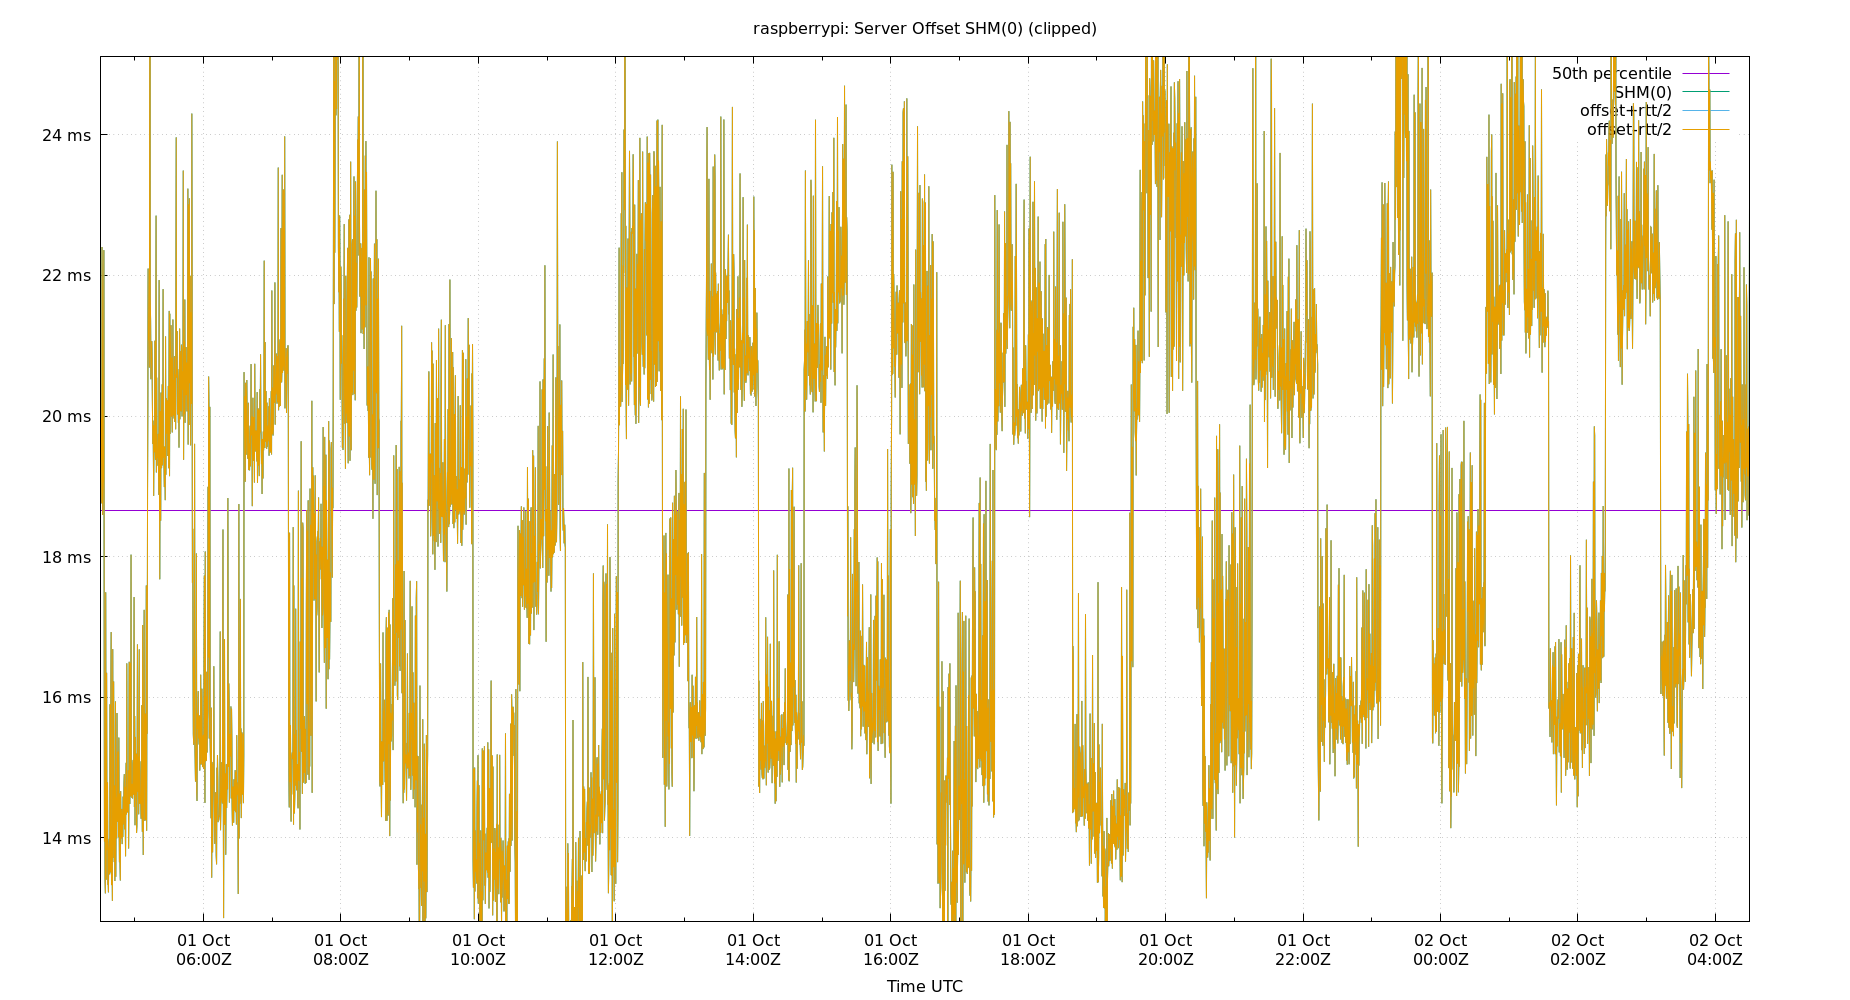 raspberrypi: Server Offset SHM(0) (clipped)
50th percentile
SHM(0)
offset+rtt/2
offset-rtt/2
24 ms
22 ms
20 ms
18 ms
16 ms
14 ms
01 Oct 01 Oct 01 Oct 01 Oct 01 Oct 01 Oct 01 Oct 01 Oct 01 Oct 02 Oct 02 Oct 02 Oct
06:00Z 08:00Z 10:00Z 12:00Z 14:00Z 16:00Z 18:00Z 20:00Z 22:00Z 00:00Z 02:00Z 04:00Z
Time UTC